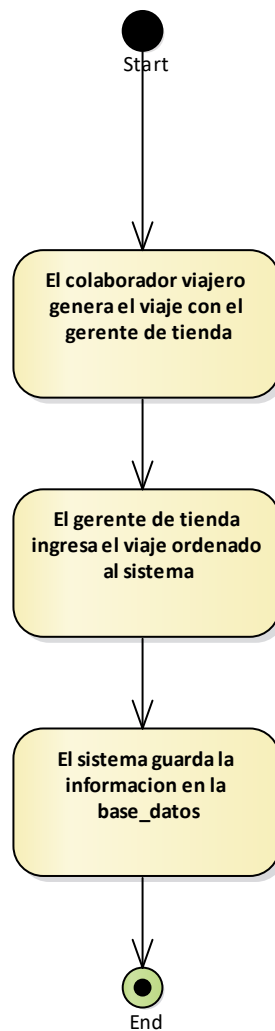 Start
El colaborador viajero
genera el viaje con el
gerente de tienda
El gerente de tienda
ingresa el viaje ordenado
al sistema
El sistema guarda la
informacion en la
base_datos
End